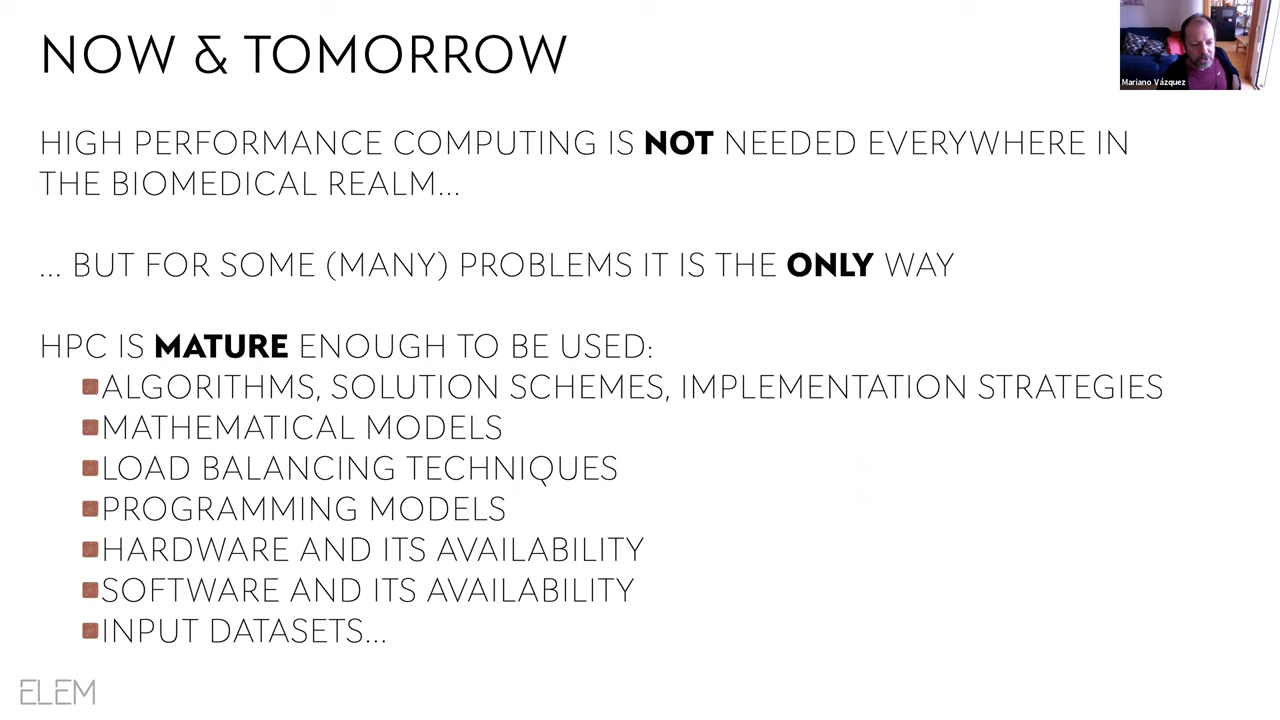 NOW & TOMORROW
Mariano Vázquez
HIGH PERFORMANCE COMPUTING IS NOT NEEDED EVERYWHERE IN
THE BIOMEDICAL REALM...
... BUT FOR SOME (MANY) PROBLEMS IT IS THE ONLY WAY
HPC IS MATURE ENOUGH TO BE USED:
ALGORITHMS, SOLUTION SCHEMES, IMPLEMENTATION STRATEGIES
MATHEMATICAL MODELS
LOAD BALANCING TECHNIQUES
PROGRAMMING MODELS
HARDWARE AND ITS AVAILABILITY
SOFTWARE AND ITS AVAILABILITY
INPUT DATASETS...
ELEM